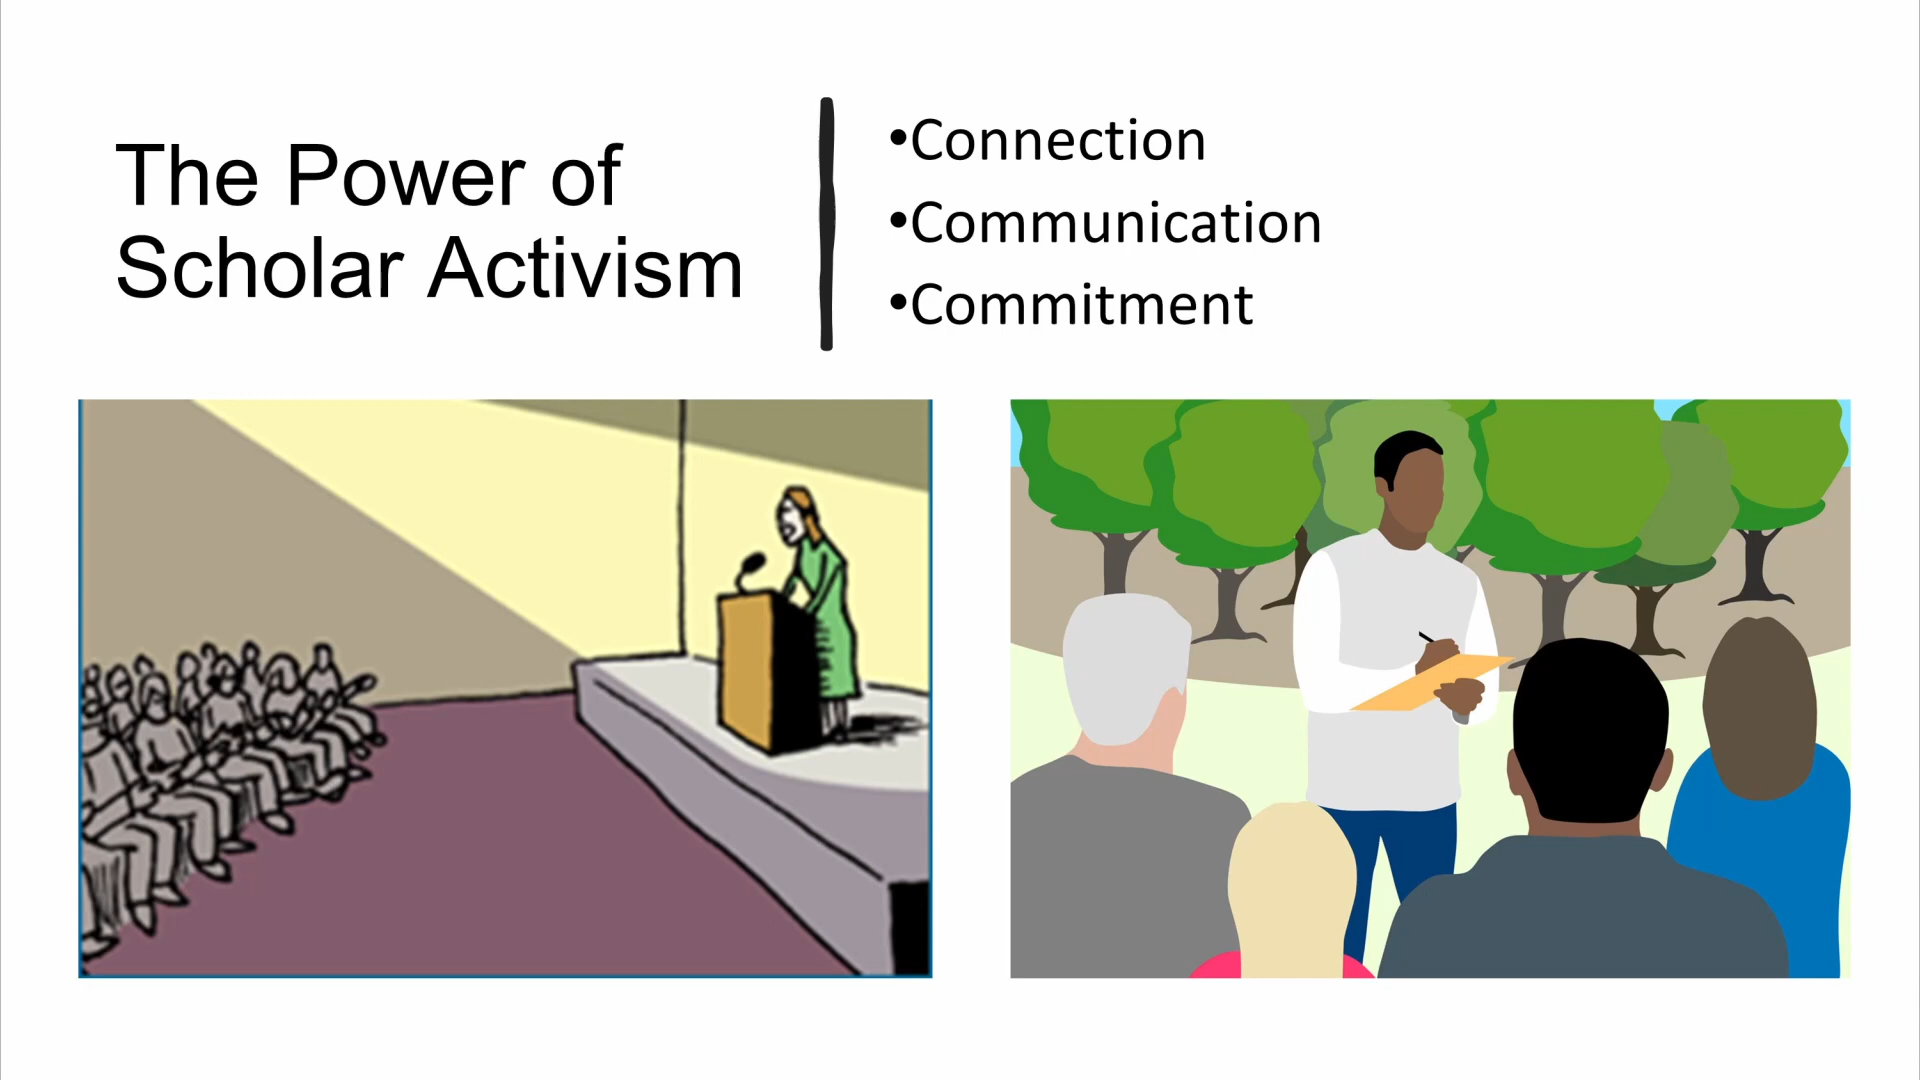 The Power of
Scholar Activism
•Connection
•Communication
•Commitment